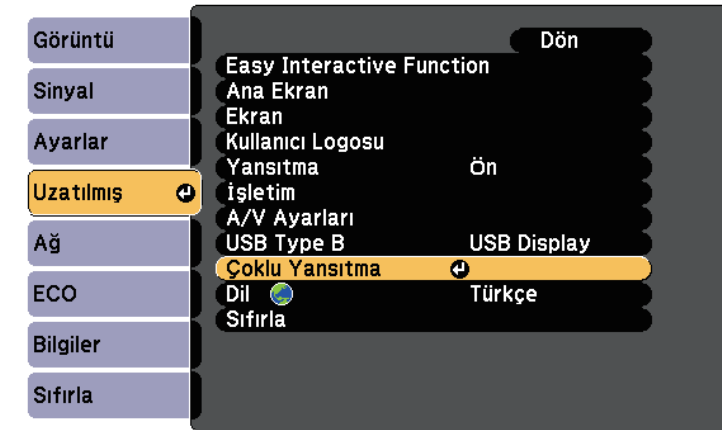 Görüntü
Sinyal
Ayarlar
Uzatılmış
Ağ
ECO
Bilgiler
Sıfırla
Dön
Easy Interactive Function
Ana Ekran
Ekran
Kullanıcı Logosu
Yansıtma Ön
İşletim
A/V Ayarları
USB Type B USB Display
Çoklu Yansıtma
Dil Türkçe
Sıfırla